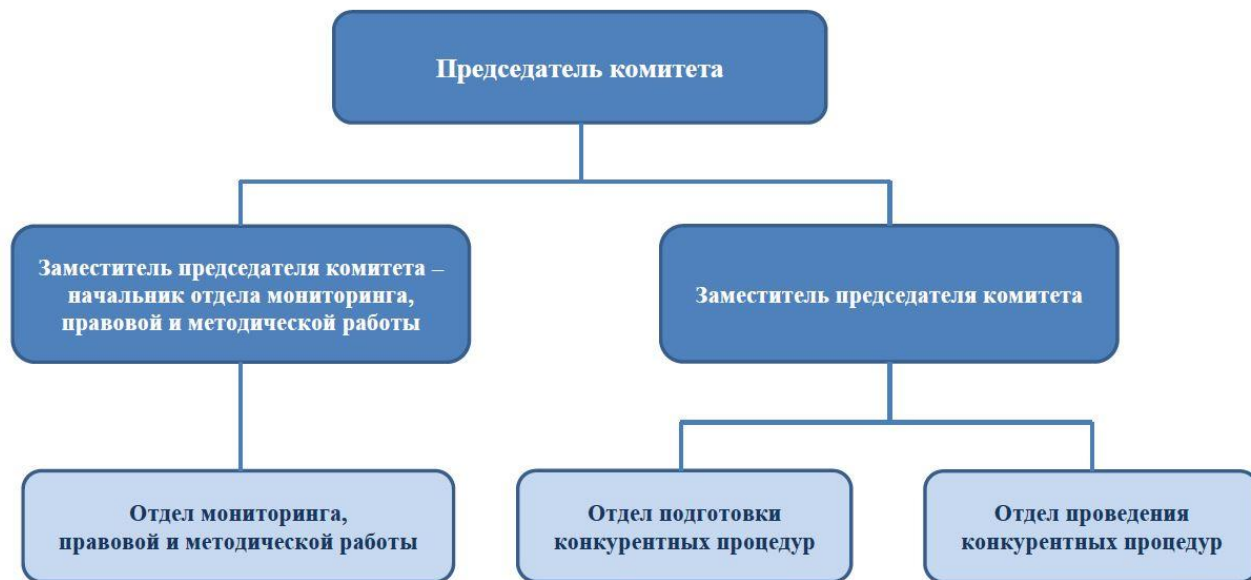 Председатель комитета
Заместитель председателя комитета –
начальник отдела мониторинга,
правовой и методической работы
Заместитель председателя комитета
Отдел мониторинга,
правовой и методической работы
Отдел подготовки
конкурентных процедур
Отдел проведения
конкурентных процедур